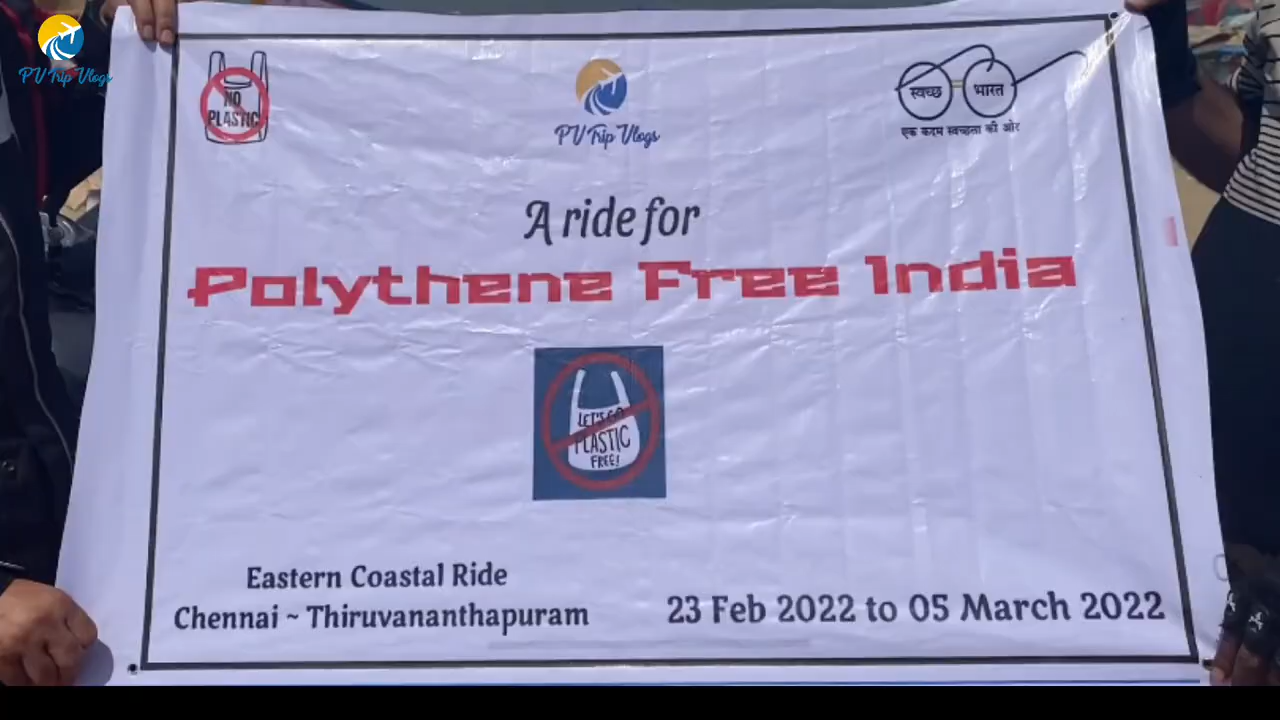 PV Trip Vlogs
NO
PLASTIC
PV Trip Vlogs
स्वच्छ भारत
एक कदम स्वच्छता की ओर
A ride for
Polythene Free India
LET'S GO
PLASTIC
FREE!
Eastern Coastal Ride
Chennai ~ Thiruvananthapuram
23 Feb 2022 to 05 March 2022